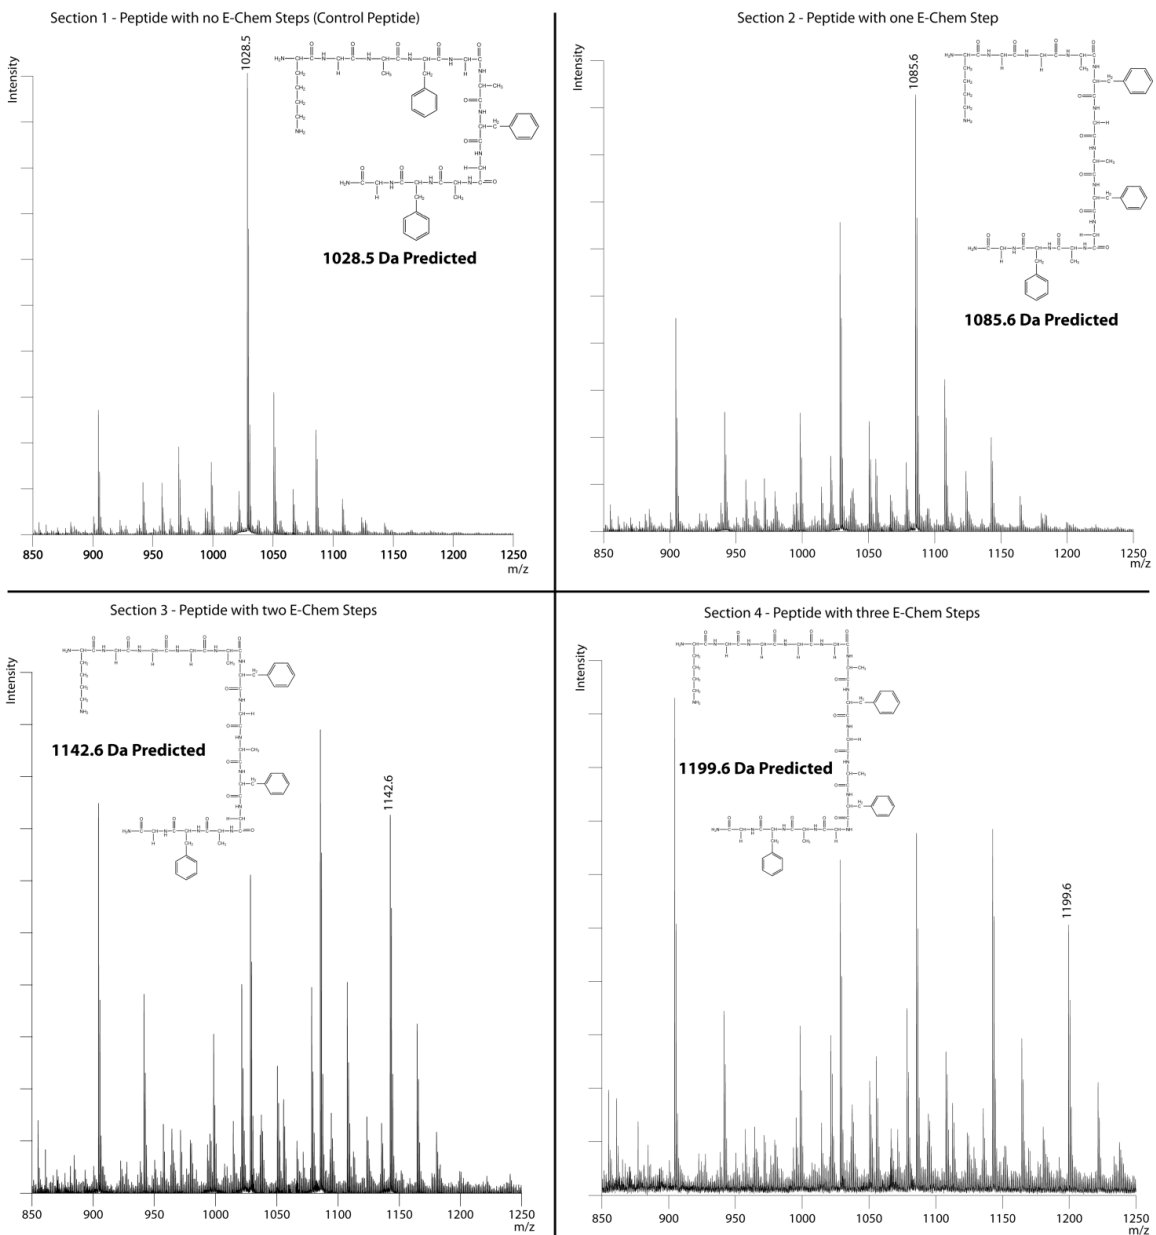 Section 1 - Peptide with no E-Chem Steps (Control Peptide)
Intensity
1028.5
1028.5 Da Predicted
850 900 950 1000 1050 1100 1150 1200 1250
m/z
Section 2 - Peptide with one E-Chem Step
Intensity
1085.6
1085.6 Da Predicted
850 900 950 1000 1050 1100 1150 1200 1250
m/z
Section 3 - Peptide with two E-Chem Steps
Intensity
1142.6 Da Predicted
1142.6
850 900 950 1000 1050 1100 1150 1200 1250
m/z
Section 4 - Peptide with three E-Chem Steps
Intensity
1199.6 Da Predicted
1199.6
850 900 950 1000 1050 1100 1150 1200 1250
m/z